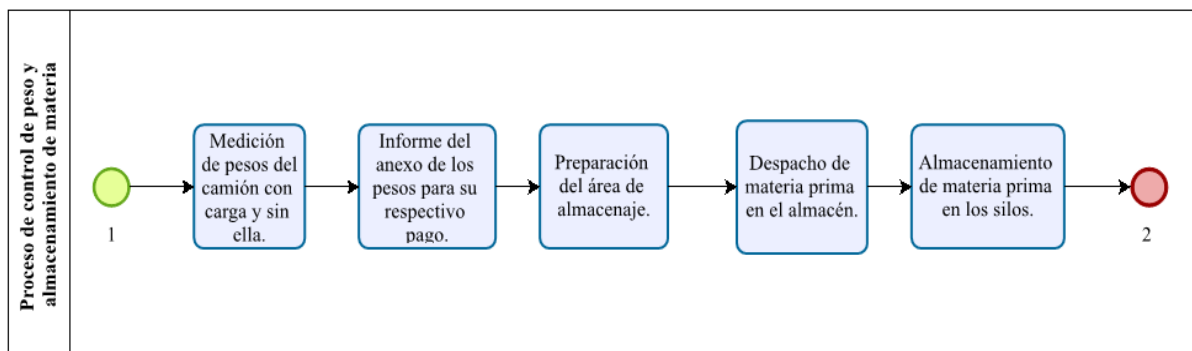 Proceso de control de peso y
almacenamiento de materia
1
Medición
de pesos del
camión con
carga y sin
ella.
Informe del
anexo de los
pesos para su
respectivo
pago.
Preparación
del área de
almacenaje.
Despacho de
materia prima
en el almacén.
Almacenamiento
de materia prima
en los silos.
2